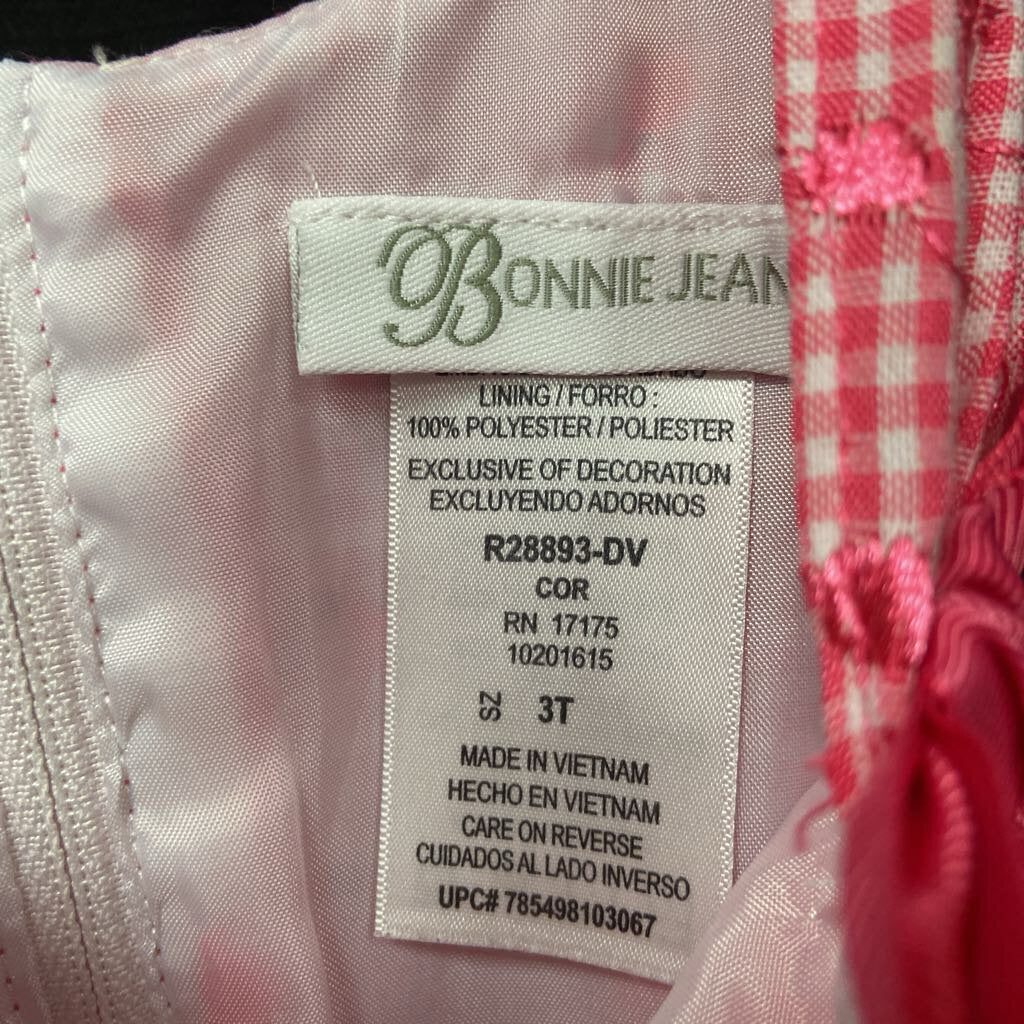 BONNIE JEAN
LINING / FORRO :
100% POLYESTER / POLIESTER
EXCLUSIVE OF DECORATION
EXCLUYENDO ADORNOS
R28893-DV
COR
RN 17175
10201615
SZ 3T
MADE IN VIETNAM
HECHO EN VIETNAM
CARE ON REVERSE
CUIDADOS AL LADO INVERSO
UPC# 785498103067